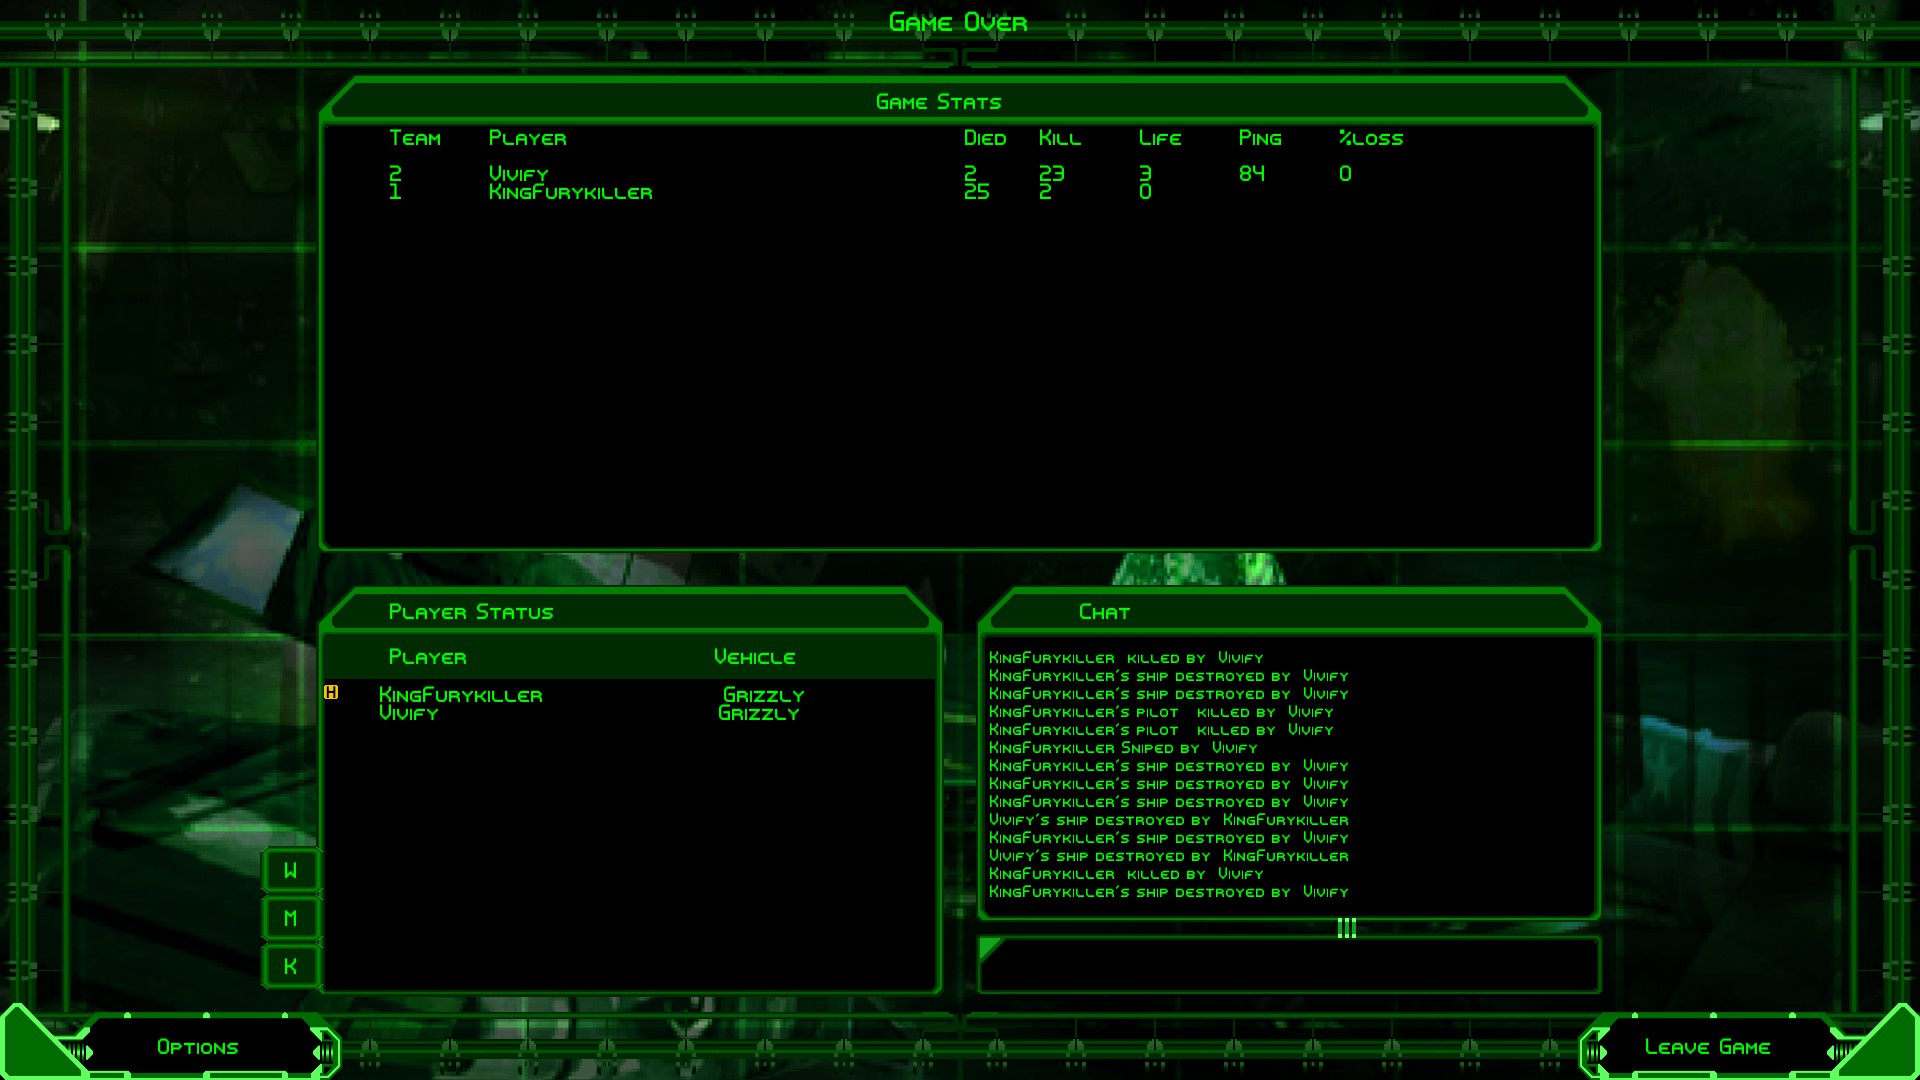 Game Over
Game Stats
Team Player Died Kill Life Ping %loss
2 Vivify 2 23 3 84 0
1 KingFurykiller 25 2 0
Player Status
Player Vehicle
H KingFurykiller Grizzly
Vivify Grizzly
W
M
K
Chat
KingFurykiller killed by Vivify
KingFurykiller's ship destroyed by Vivify
KingFurykiller's ship destroyed by Vivify
KingFurykiller's pilot killed by Vivify
KingFurykiller's pilot killed by Vivify
KingFurykiller Sniped by Vivify
KingFurykiller's ship destroyed by Vivify
KingFurykiller's ship destroyed by Vivify
KingFurykiller's ship destroyed by Vivify
Vivify's ship destroyed by KingFurykiller
KingFurykiller's ship destroyed by Vivify
Vivify's ship destroyed by KingFurykiller
KingFurykiller killed by Vivify
KingFurykiller's ship destroyed by Vivify
Options
Leave Game